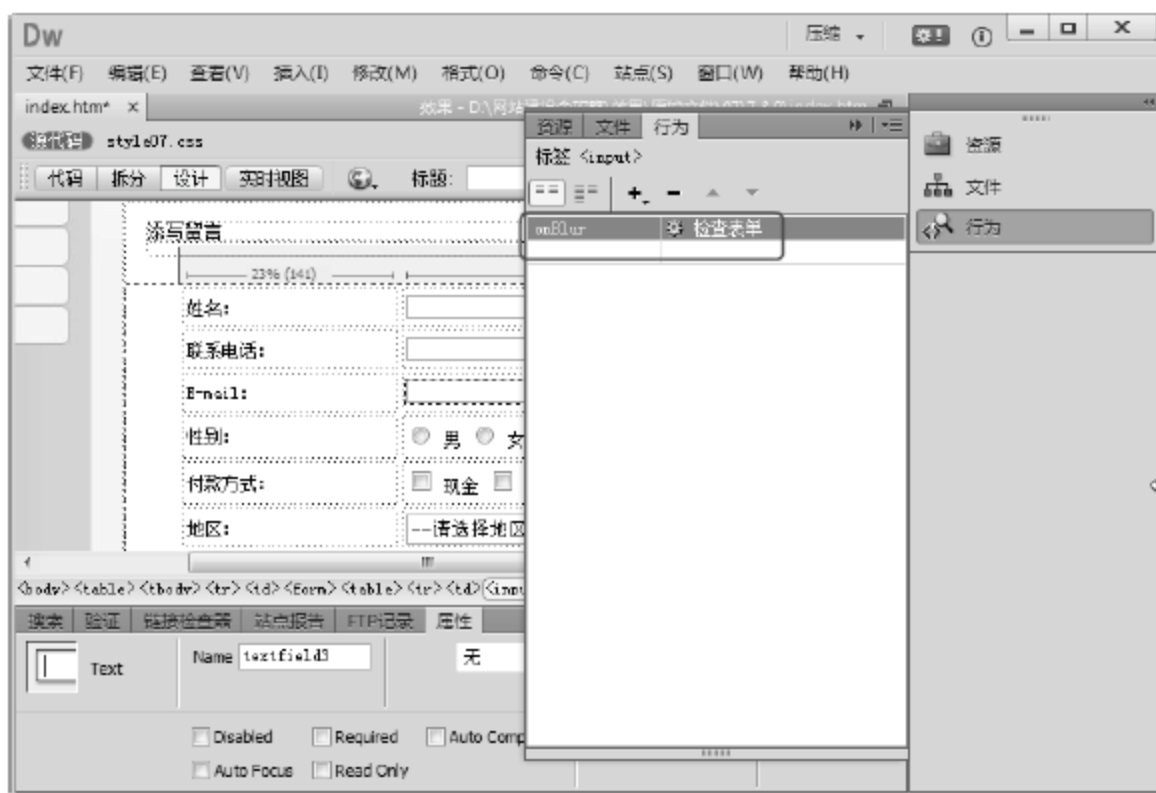 Dw
压缩
文件(F) 编辑(E) 查看(V) 插入(I) 修改(M) 格式(O) 命令(C) 站点(S) 窗口(W) 帮助(H)
index.htm* ×
源代码 style07.css
代码 拆分 设计 实时视图 标题:
资源 文件 行为
标签 <input>
onBlur 检查表单
资源
文件
行为
添写留言
23% (141)
姓名:
联系电话:
E-mail:
性别: 男 女
付款方式: 现金
地区: --请选择地区
<body><table><tbody><tr><td><form><table><tr><td><inpu
搜索 验证 链接检查器 站点报告 FTP记录 属性
Text Name textfield3 无
Disabled Required Auto Comp
Auto Focus Read Only